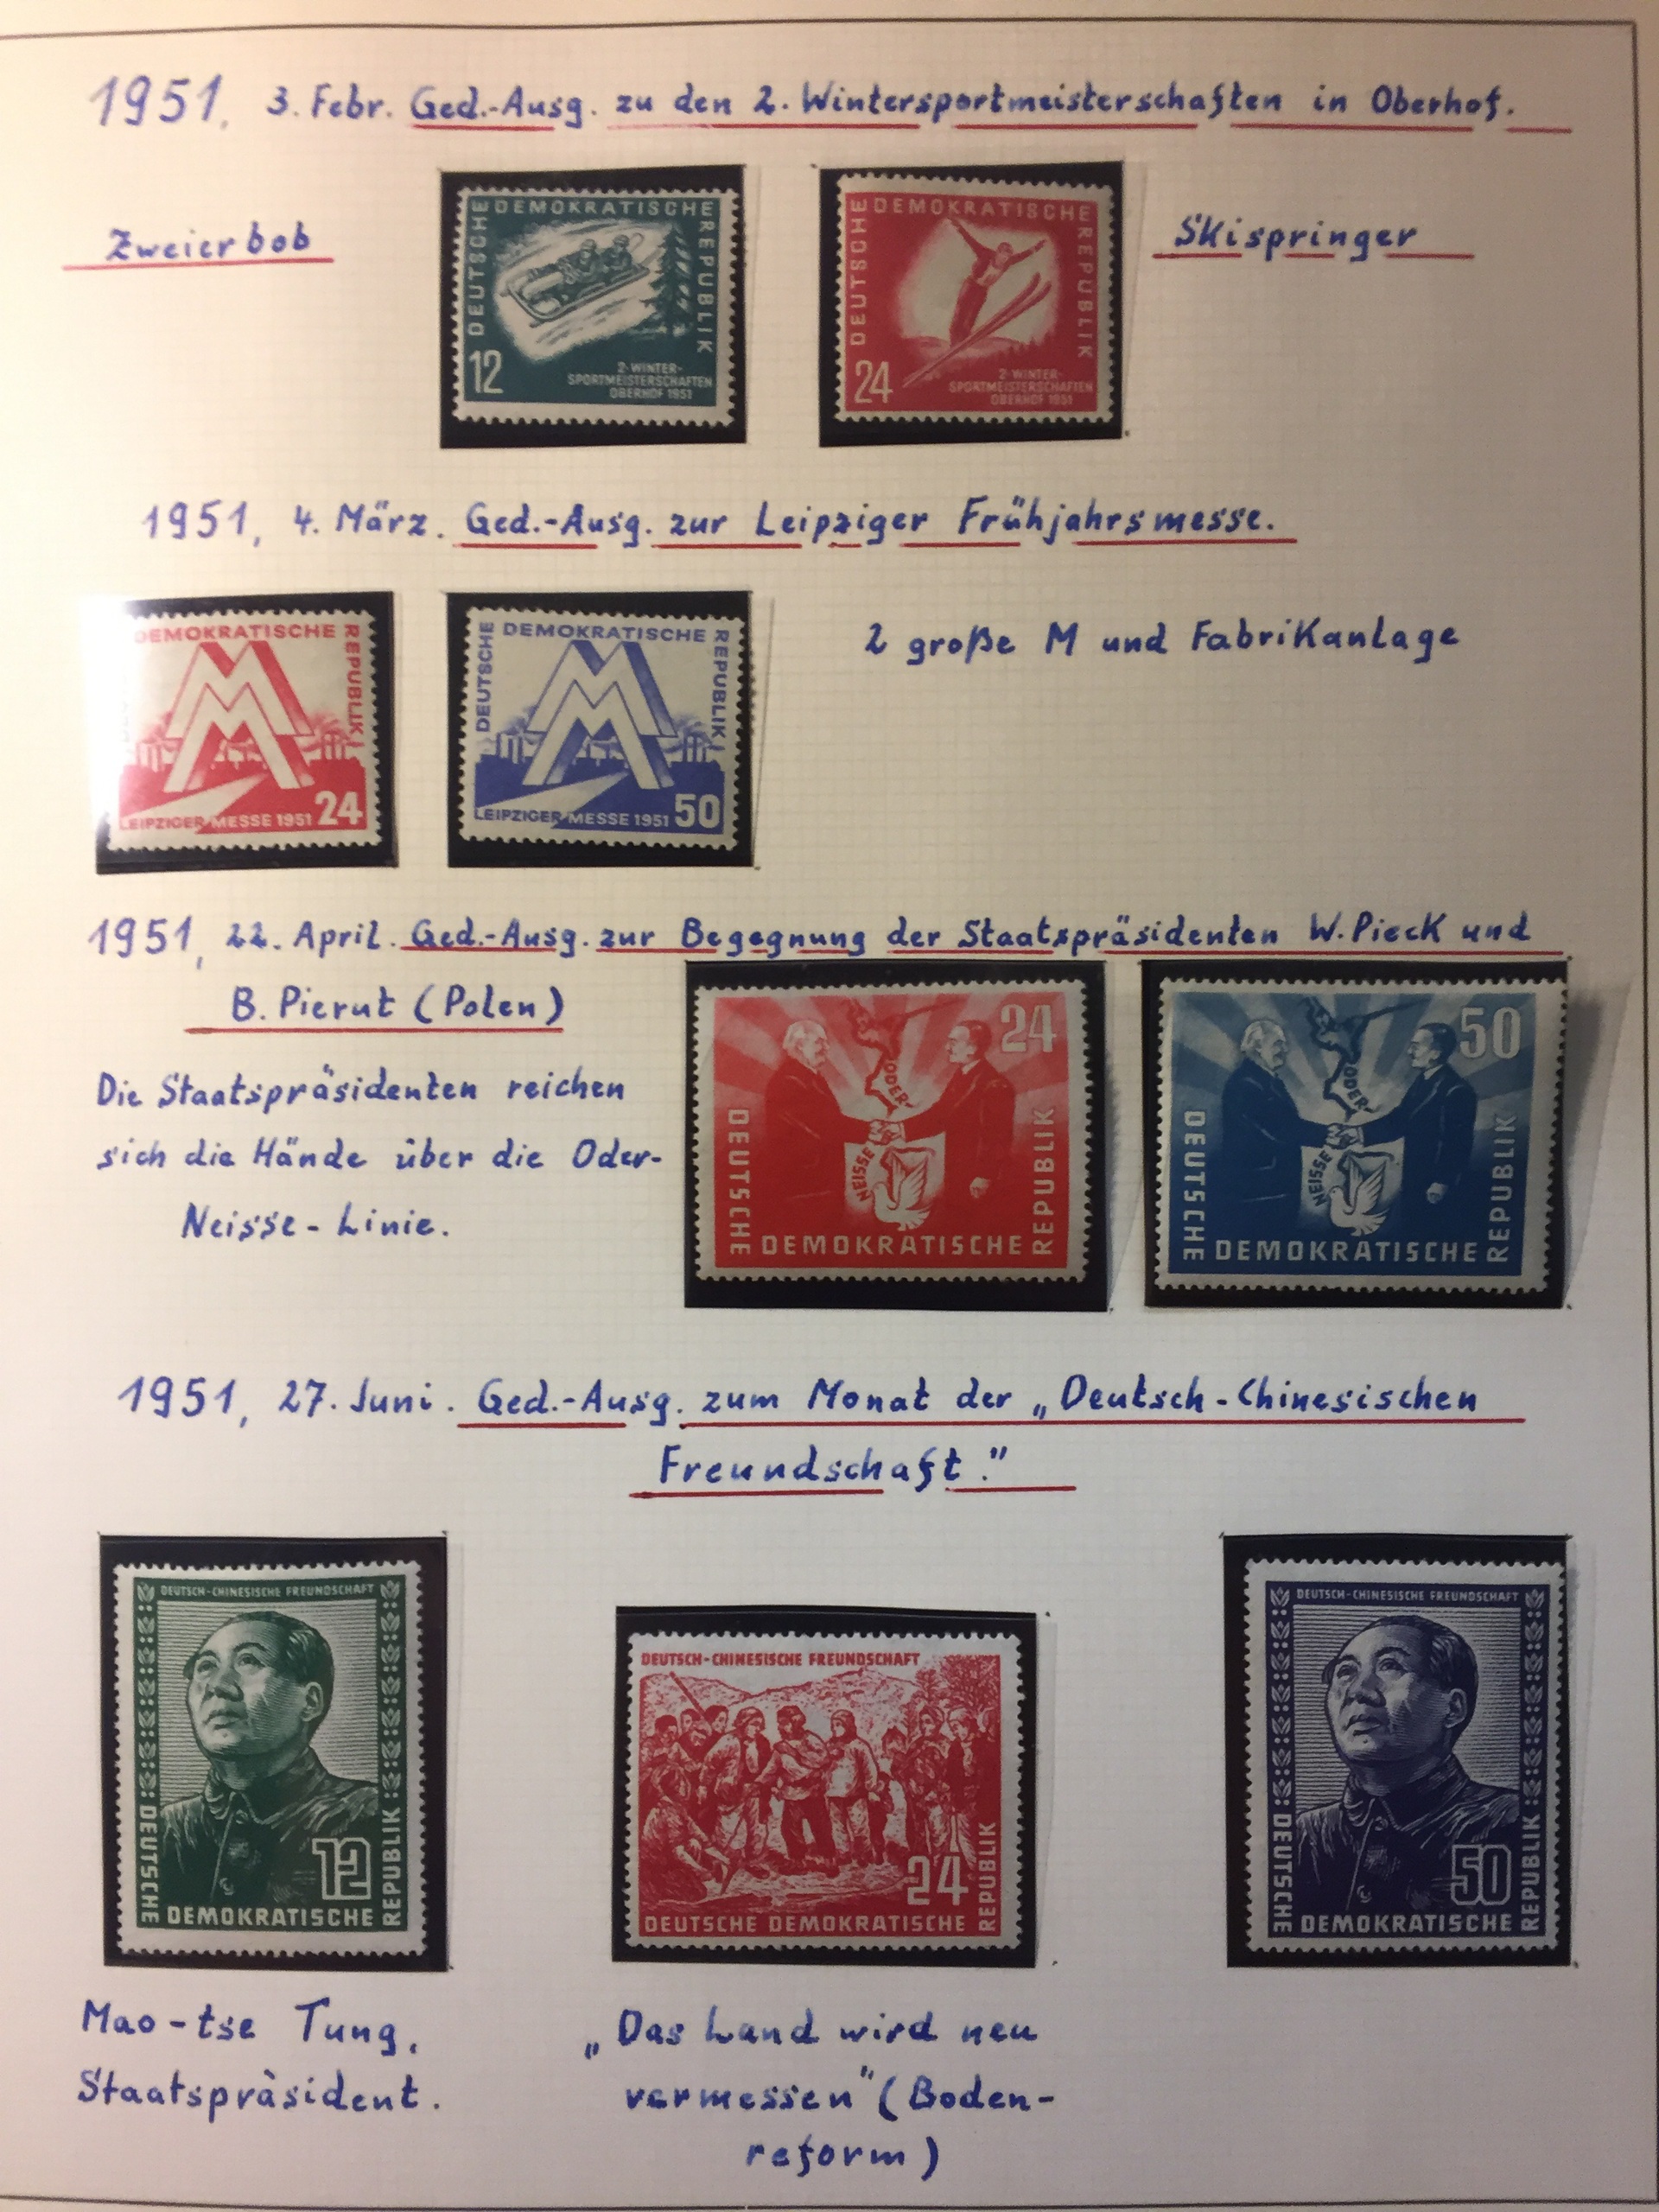 1951, 3. Febr. Ged.-Ausg. zu den 2. Wintersportmeisterschaften in Oberhof.
Zweierbob
DEUTSCHE
DEMOKRATISCHE
REPUBLIK
12
2·WINTER-
SPORTMEISTERSCHAFTEN
OBERHOF 1951
DEUTSCHE
DEMOKRATISCHE
REPUBLIK
24
2·WINTER-
SPORTMEISTERSCHAFTEN
OBERHOF 1951
Skispringer
1951, 4. März. Ged.-Ausg. zur Leipziger Frühjahrsmesse.
DEMOKRATISCHE
REPUBLIK
MM
LEIPZIGER MESSE 1951 24
DEUTSCHE
DEMOKRATISCHE
REPUBLIK
MM
LEIPZIGER MESSE 1951 50
2 große M und Fabrikanlage
1951, 22. April. Ged.-Ausg. zur Begegnung der Staatspräsidenten W. Pieck und
B. Pierut (Polen)
Die Staatspräsidenten reichen
sich die Hände über die Oder-
Neisse-Linie.
24
ODER-
NEISSE
DEUTSCHE
DEMOKRATISCHE
REPUBLIK
50
ODER-
NEISSE
DEUTSCHE
DEMOKRATISCHE
REPUBLIK
1951, 27. Juni. Ged.-Ausg. zum Monat der „Deutsch-Chinesischen
Freundschaft."
DEUTSCH-CHINESISCHE FREUNDSCHAFT
12
DEUTSCHE
DEMOKRATISCHE
REPUBLIK
DEUTSCH-CHINESISCHE FREUNDSCHAFT
24
DEUTSCHE DEMOKRATISCHE
REPUBLIK
DEUTSCH-CHINESISCHE FREUNDSCHAFT
50
DEUTSCHE
DEMOKRATISCHE
REPUBLIK
Mao-tse Tung,
Staatspräsident.
„Das Land wird neu
vermessen" (Boden-
reform)